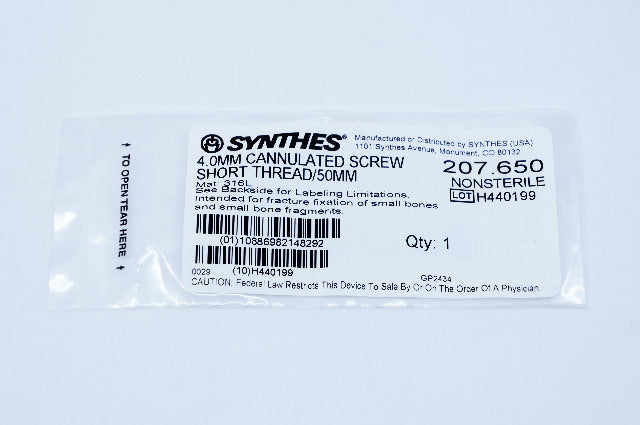 SYNTHES®
Manufactured or Distributed by SYNTHES (USA)
1101 Synthes Avenue, Monument, CO 80132
4.0MM CANNULATED SCREW
SHORT THREAD/50MM
207.650
NONSTERILE
LOT H440199
Mat: 316L
See Backside for Labeling Limitations.
Intended for fracture fixation of small bones
and small bone fragments.
(01)10886982148292
Qty: 1
(10)H440199
0029
GP2434
CAUTION: Federal Law Restricts This Device To Sale By Or On The Order Of A Physician.
↑ TO OPEN TEAR HERE ↑